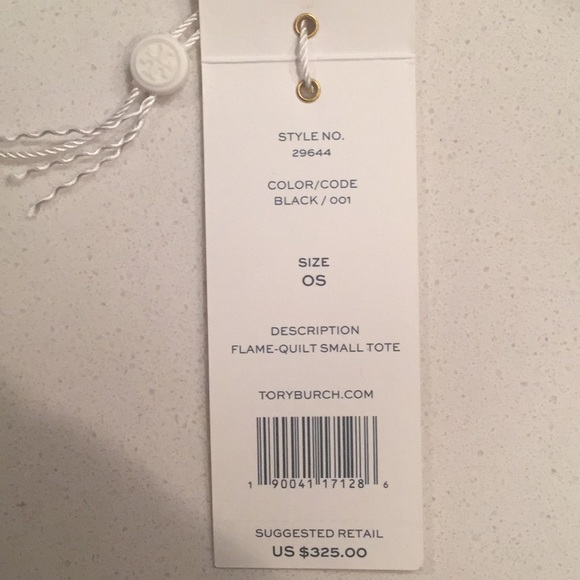 STYLE NO.
29644
COLOR/CODE
BLACK / 001
SIZE
OS
DESCRIPTION
FLAME-QUILT SMALL TOTE
TORYBURCH.COM
1 90041 17128 6
SUGGESTED RETAIL
US $325.00